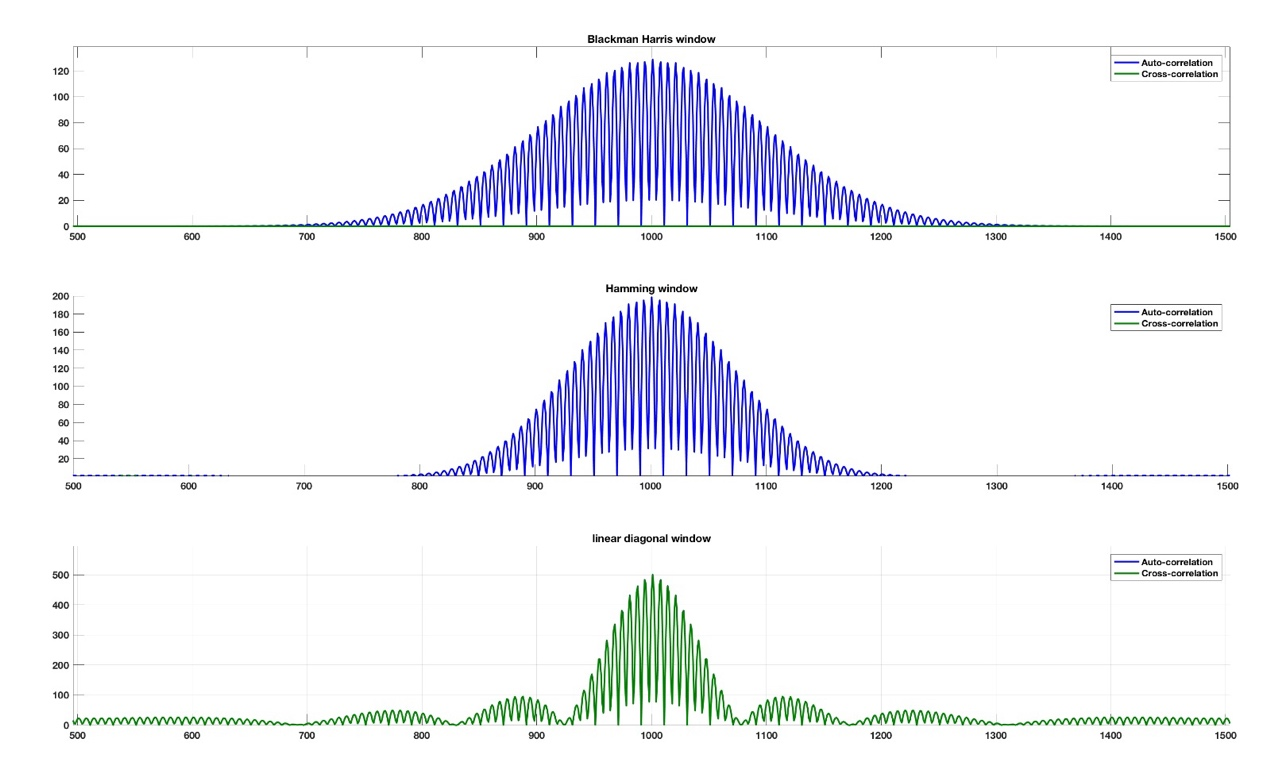 Blackman Harris window
Auto-correlation
Cross-correlation
120
100
80
60
40
20
0
500 600 700 800 900 1000 1100 1200 1300 1400 1500
Hamming window
Auto-correlation
Cross-correlation
200
180
160
140
120
100
80
60
40
20
500 600 700 800 900 1000 1100 1200 1300 1400 1500
linear diagonal window
Auto-correlation
Cross-correlation
500
400
300
200
100
0
500 600 700 800 900 1000 1100 1200 1300 1400 1500